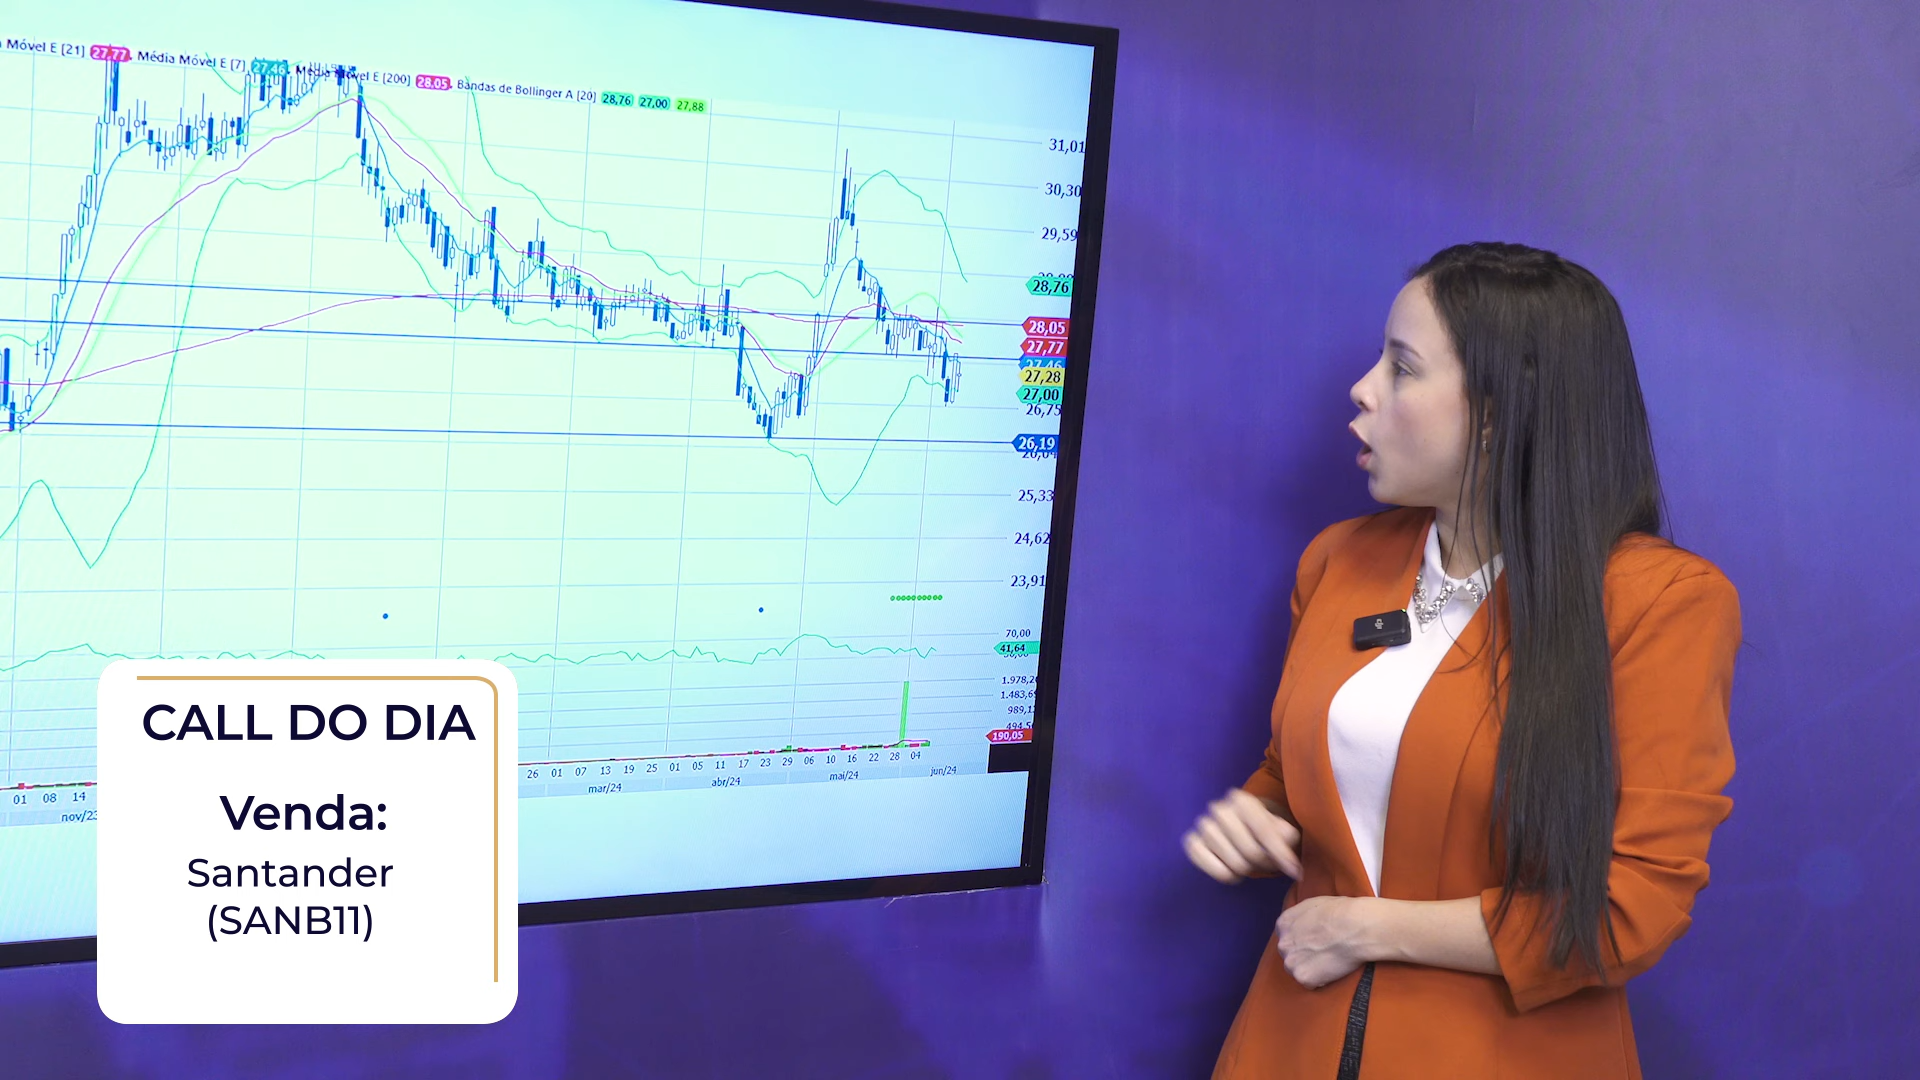 Móvel E [21] 27,77, Média Móvel E [7] 27,46, Média Móvel E [200] 28,05, Bandas de Bollinger A [20] 28,76 27,00 27,88
31,01
30,30
29,59
28,76
28,05
27,77
27,46
27,28
27,00
26,75
26,19
25,33
24,62
23,91
70,00
41,64
1.978,2
1.483,6
989,1
494,5
190,05
01 08 14
26 01 07 13 19 25 01 05 11 17 23 29 06 10 16 22 28 04
nov/23
mar/24 abr/24 mai/24 jun/24
CALL DO DIA
Venda:
Santander
(SANB11)